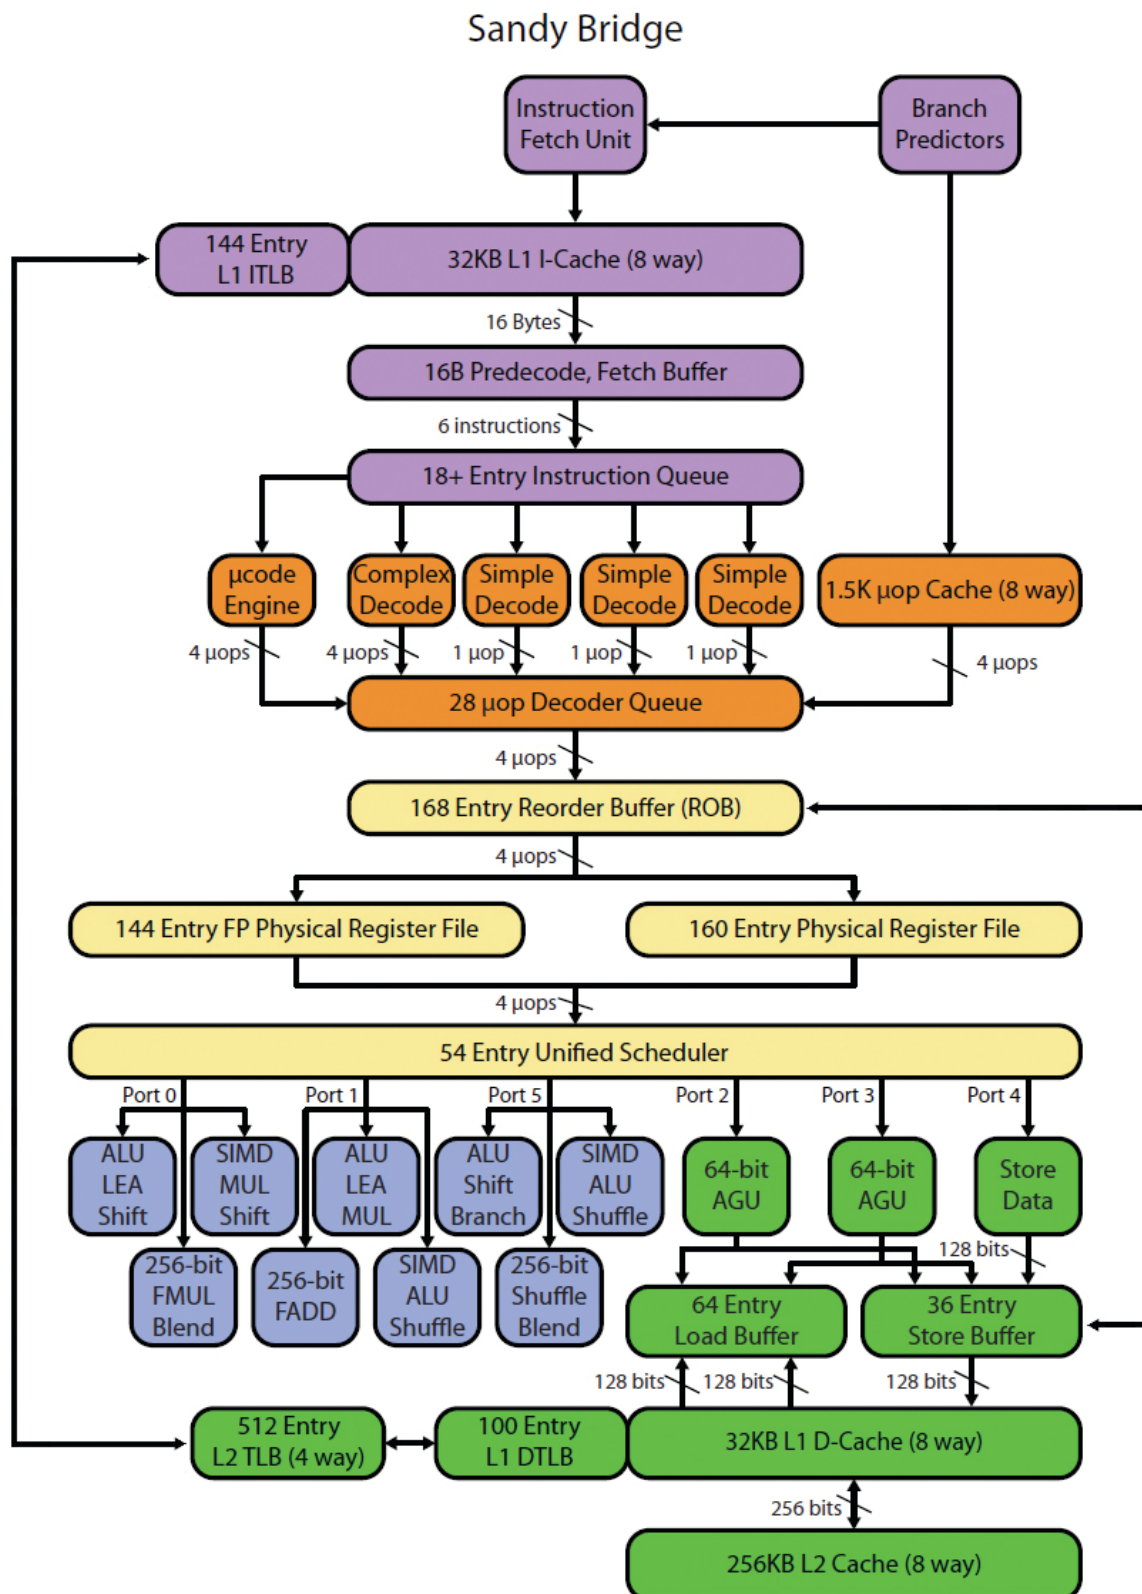 Sandy Bridge
Instruction
Fetch Unit
Branch
Predictors
144 Entry
L1 ITLB
32KB L1 I-Cache (8 way)
16 Bytes
16B Predecode, Fetch Buffer
6 instructions
18+ Entry Instruction Queue
µcode
Engine
Complex
Decode
Simple
Decode
Simple
Decode
Simple
Decode
1.5K µop Cache (8 way)
4 µops
4 µops
1 µop
1 µop
1 µop
4 µops
28 µop Decoder Queue
4 µops
168 Entry Reorder Buffer (ROB)
4 µops
144 Entry FP Physical Register File
160 Entry Physical Register File
4 µops
54 Entry Unified Scheduler
Port 0
Port 1
Port 5
Port 2
Port 3
Port 4
ALU
LEA
Shift
SIMD
MUL
Shift
ALU
LEA
MUL
ALU
Shift
Branch
SIMD
ALU
Shuffle
64-bit
AGU
64-bit
AGU
Store
Data
128 bits
256-bit
FMUL
Blend
256-bit
FADD
SIMD
ALU
Shuffle
256-bit
Shuffle
Blend
64 Entry
Load Buffer
36 Entry
Store Buffer
128 bits
128 bits
128 bits
512 Entry
L2 TLB (4 way)
100 Entry
L1 DTLB
32KB L1 D-Cache (8 way)
256 bits
256KB L2 Cache (8 way)